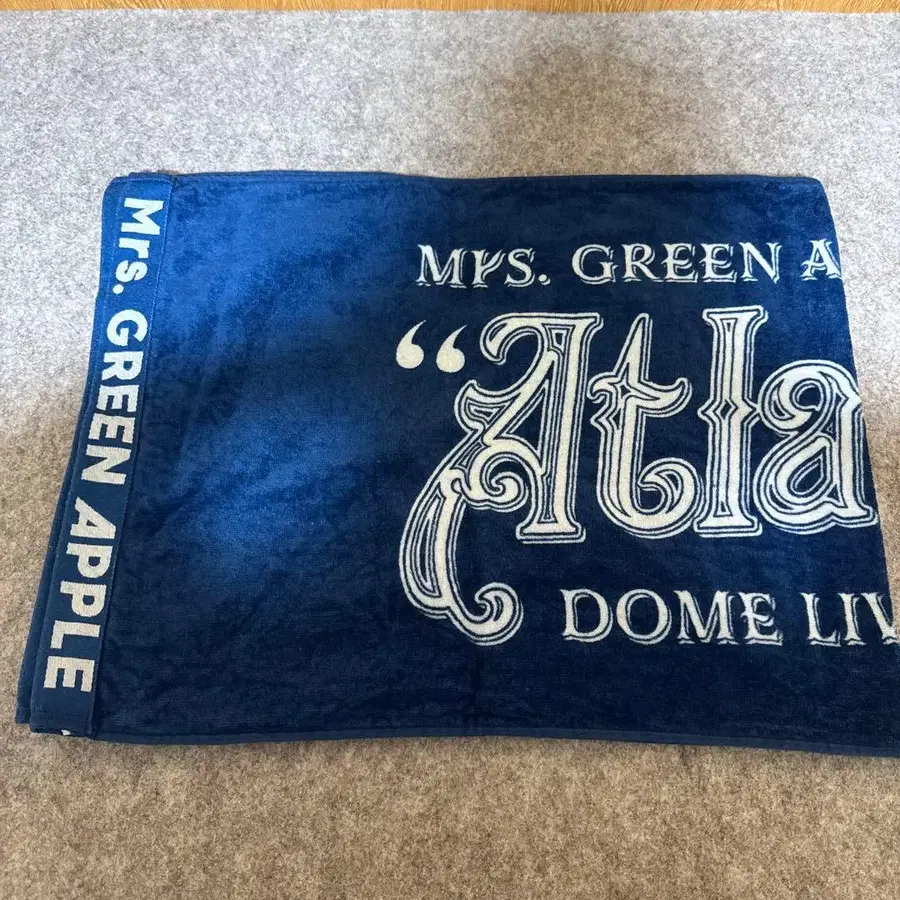 Mrs. GREEN APPLE
Mrs. GREEN A
“Atla
DOME LIV